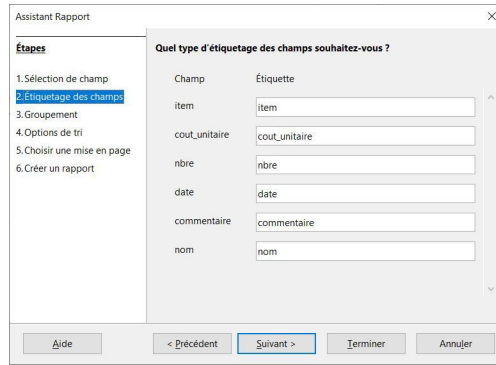 Assistant Rapport
Étapes
1.Sélection de champ
2.Étiquetage des champs
3.Groupement
4.Options de tri
5.Choisir une mise en page
6.Créer un rapport
Quel type d'étiquetage des champs souhaitez-vous ?
Champ Étiquette
item item
cout_unitaire cout_unitaire
nbre nbre
date date
commentaire commentaire
nom nom
Aide < Précédent Suivant > Terminer Annuler